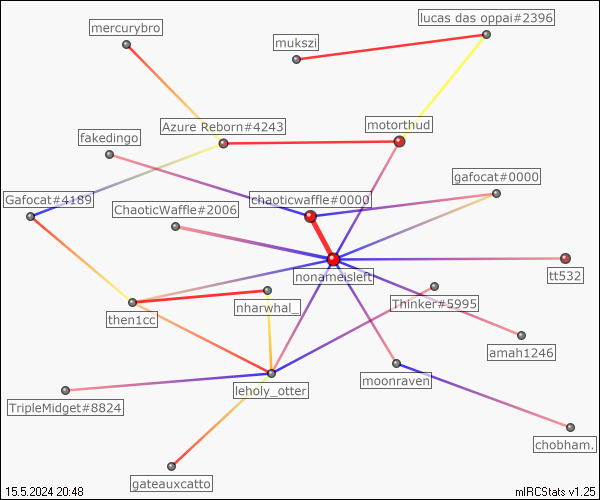 lucas das oppai#2396
mercurybro
mukszi
Azure Reborn#4243
motorthud
fakedingo
gafocat#0000
Gafocat#4189
chaoticwaffle#0000
ChaoticWaffle#2006
nonameisleft
tt532
Thinker#5995
nharwhal_
then1cc
amah1246
moonraven
leholy_otter
TripleMidget#8824
chobham.
gateauxcatto
15.5.2024 20:48
mIRCStats v1.25